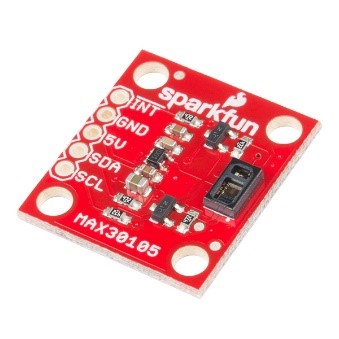 sparkfun
INT
GND
5V
SDA
SCL
MAX30105